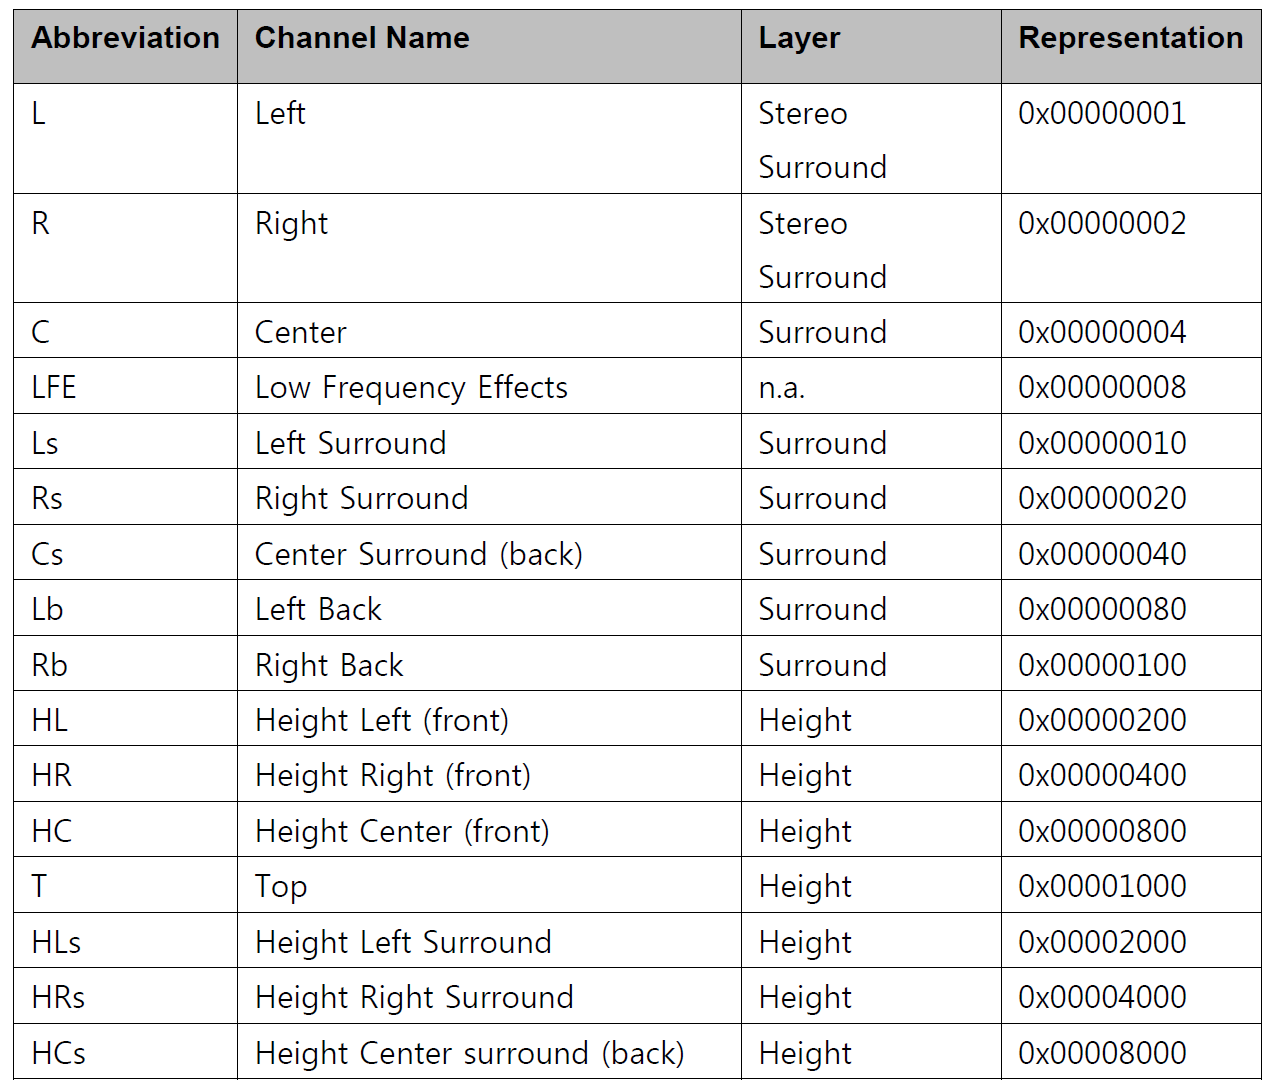 Abbreviation Channel Name Layer Representation
L Left Stereo 0x00000001
Surround
R Right Stereo 0x00000002
Surround
C Center Surround 0x00000004
LFE Low Frequency Effects n.a. 0x00000008
Ls Left Surround Surround 0x00000010
Rs Right Surround Surround 0x00000020
Cs Center Surround (back) Surround 0x00000040
Lb Left Back Surround 0x00000080
Rb Right Back Surround 0x00000100
HL Height Left (front) Height 0x00000200
HR Height Right (front) Height 0x00000400
HC Height Center (front) Height 0x00000800
T Top Height 0x00001000
HLs Height Left Surround Height 0x00002000
HRs Height Right Surround Height 0x00004000
HCs Height Center surround (back) Height 0x00008000